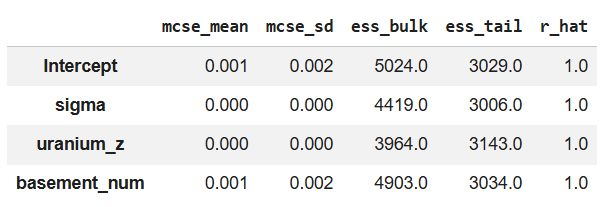 mcse_mean mcse_sd ess_bulk ess_tail r_hat
Intercept 0.001 0.002 5024.0 3029.0 1.0
sigma 0.000 0.000 4419.0 3006.0 1.0
uranium_z 0.000 0.000 3964.0 3143.0 1.0
basement_num 0.001 0.002 4903.0 3034.0 1.0